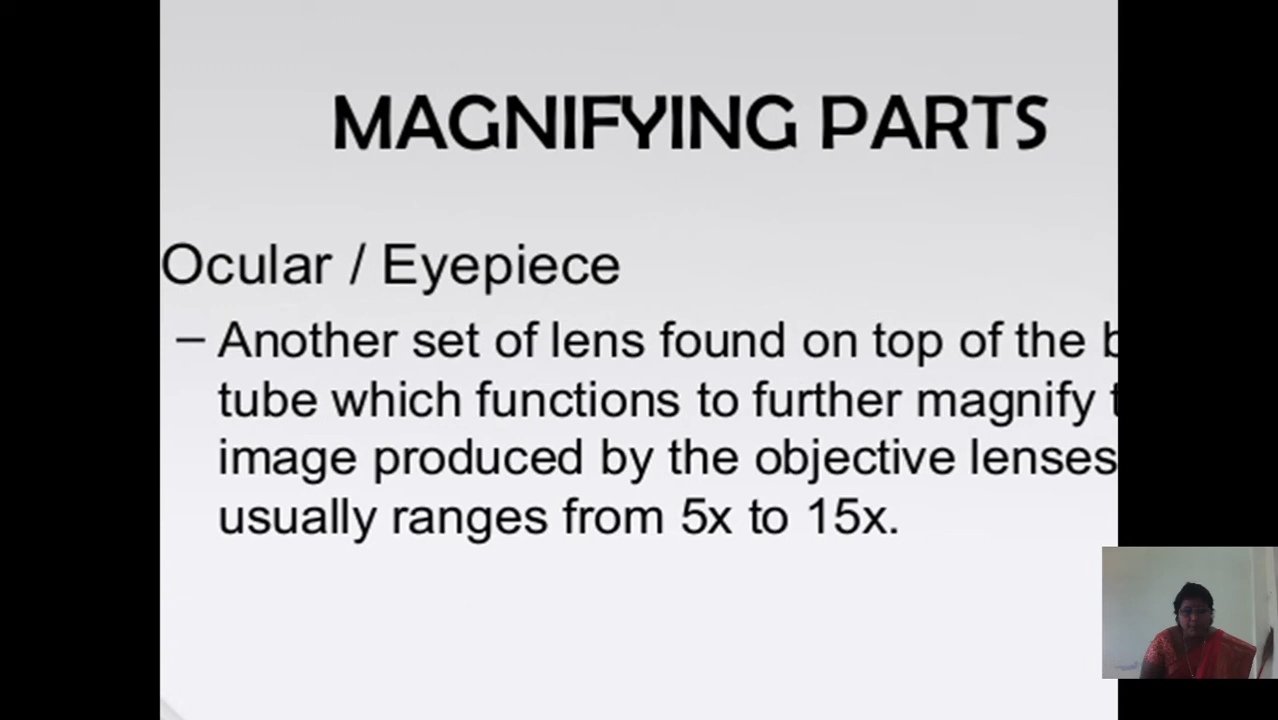 MAGNIFYING PARTS
Ocular / Eyepiece
– Another set of lens found on top of the
tube which functions to further magnify
image produced by the objective lenses
usually ranges from 5x to 15x.